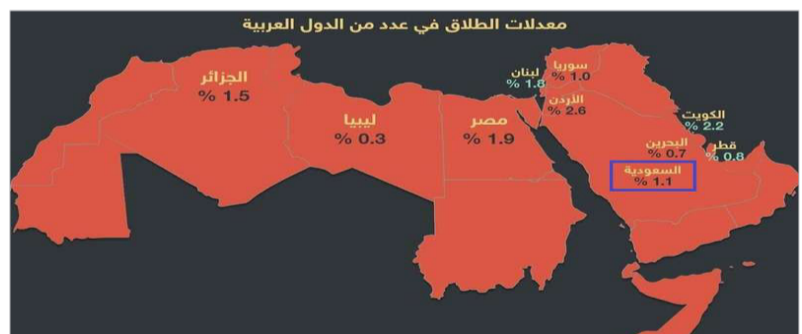 معدلات الطلاق في عدد من الدول العربية
سوريا
% 1.0
لبنان
% 1.8
الجزائر
% 1.5
الأردن
% 2.6
ليبيا
% 0.3
مصر
% 1.9
الكويت
% 2.2
البحرين
% 0.7
قطر
% 0.8
السعودية
% 1.1